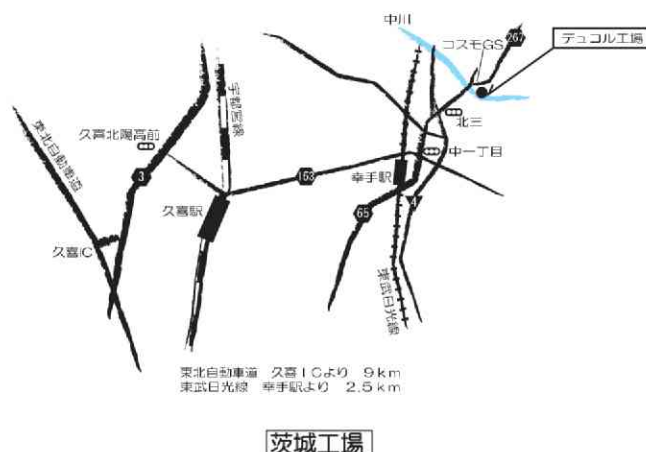 中川
コスモGS
267
デュコル工場
宇都宮線
東北自動車道
久喜北陽高前
北三
中一丁目
3
153
幸手駅
久喜駅
65
4
久喜IC
東武日光線
東北自動車道 久喜ICより 9km
東武日光線 幸手駅より 2.5km
茨城工場